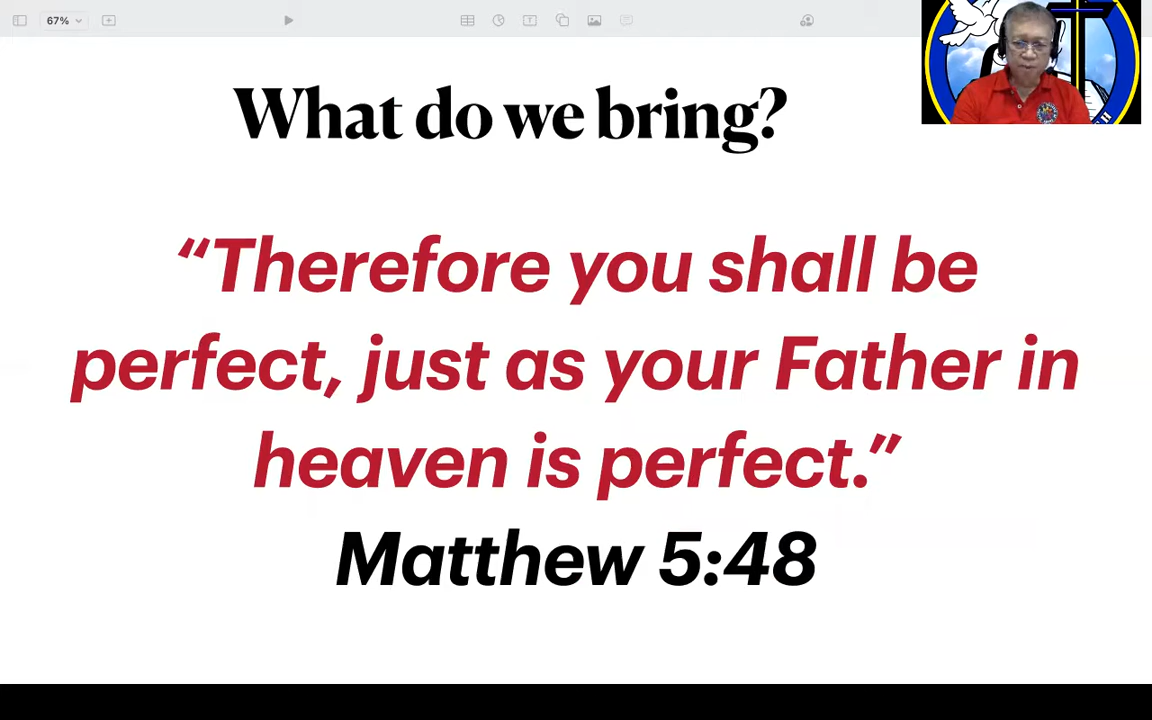 67%
What do we bring?
“Therefore you shall be
perfect, just as your Father in
heaven is perfect.”
Matthew 5:48